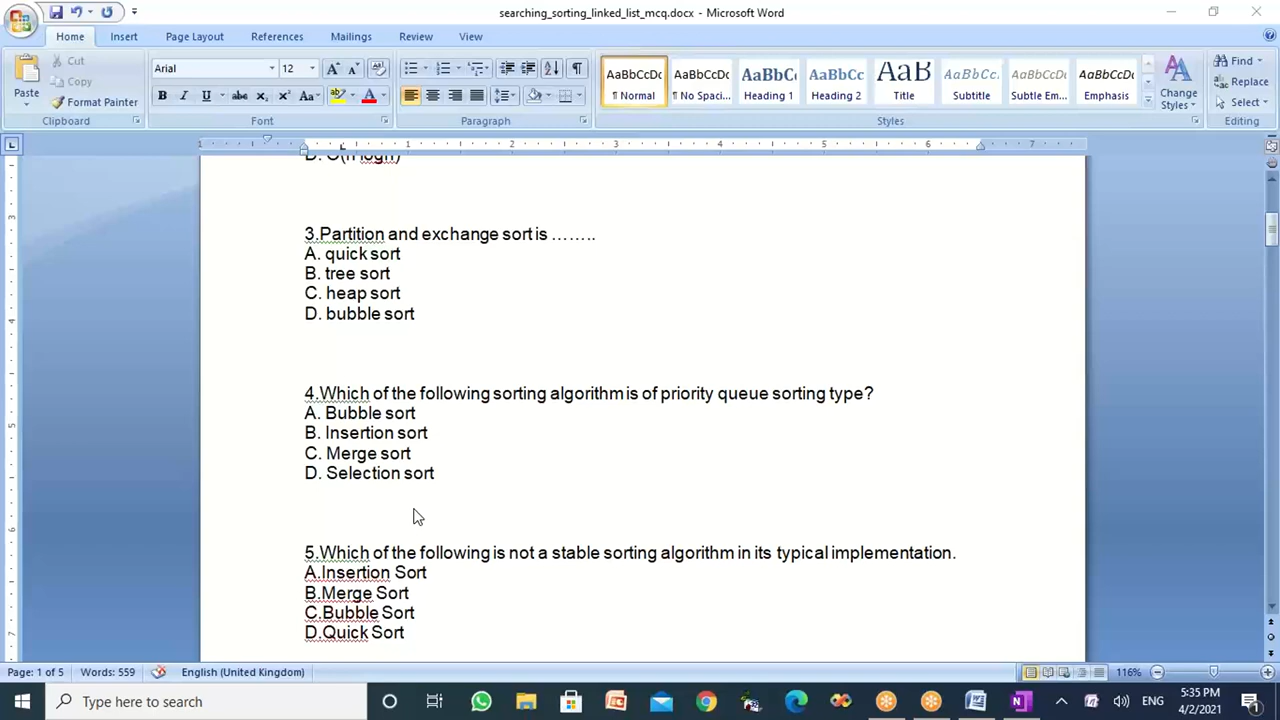 searching_sorting_linked_list_mcq.docx - Microsoft Word
Home Insert Page Layout References Mailings Review View
Paste Cut Copy Format Painter
Arial 12
AaBbCcDc AaBbCcDc AaBbC AaBbCc AaB AaBbCc AaBbCcDc AaBbCcDc
¶ Normal ¶ No Spaci... Heading 1 Heading 2 Title Subtitle Subtle Em... Emphasis
Change Styles
Find Replace Select
Clipboard Font Paragraph Styles Editing
D. O(n logn)
3.Partition and exchange sort is ……..
A. quick sort
B. tree sort
C. heap sort
D. bubble sort
4.Which of the following sorting algorithm is of priority queue sorting type?
A. Bubble sort
B. Insertion sort
C. Merge sort
D. Selection sort
5.Which of the following is not a stable sorting algorithm in its typical implementation.
A.Insertion Sort
B.Merge Sort
C.Bubble Sort
D.Quick Sort
Page: 1 of 5 Words: 559 English (United Kingdom) 116%
Type here to search
ENG 5:35 PM
4/2/2021